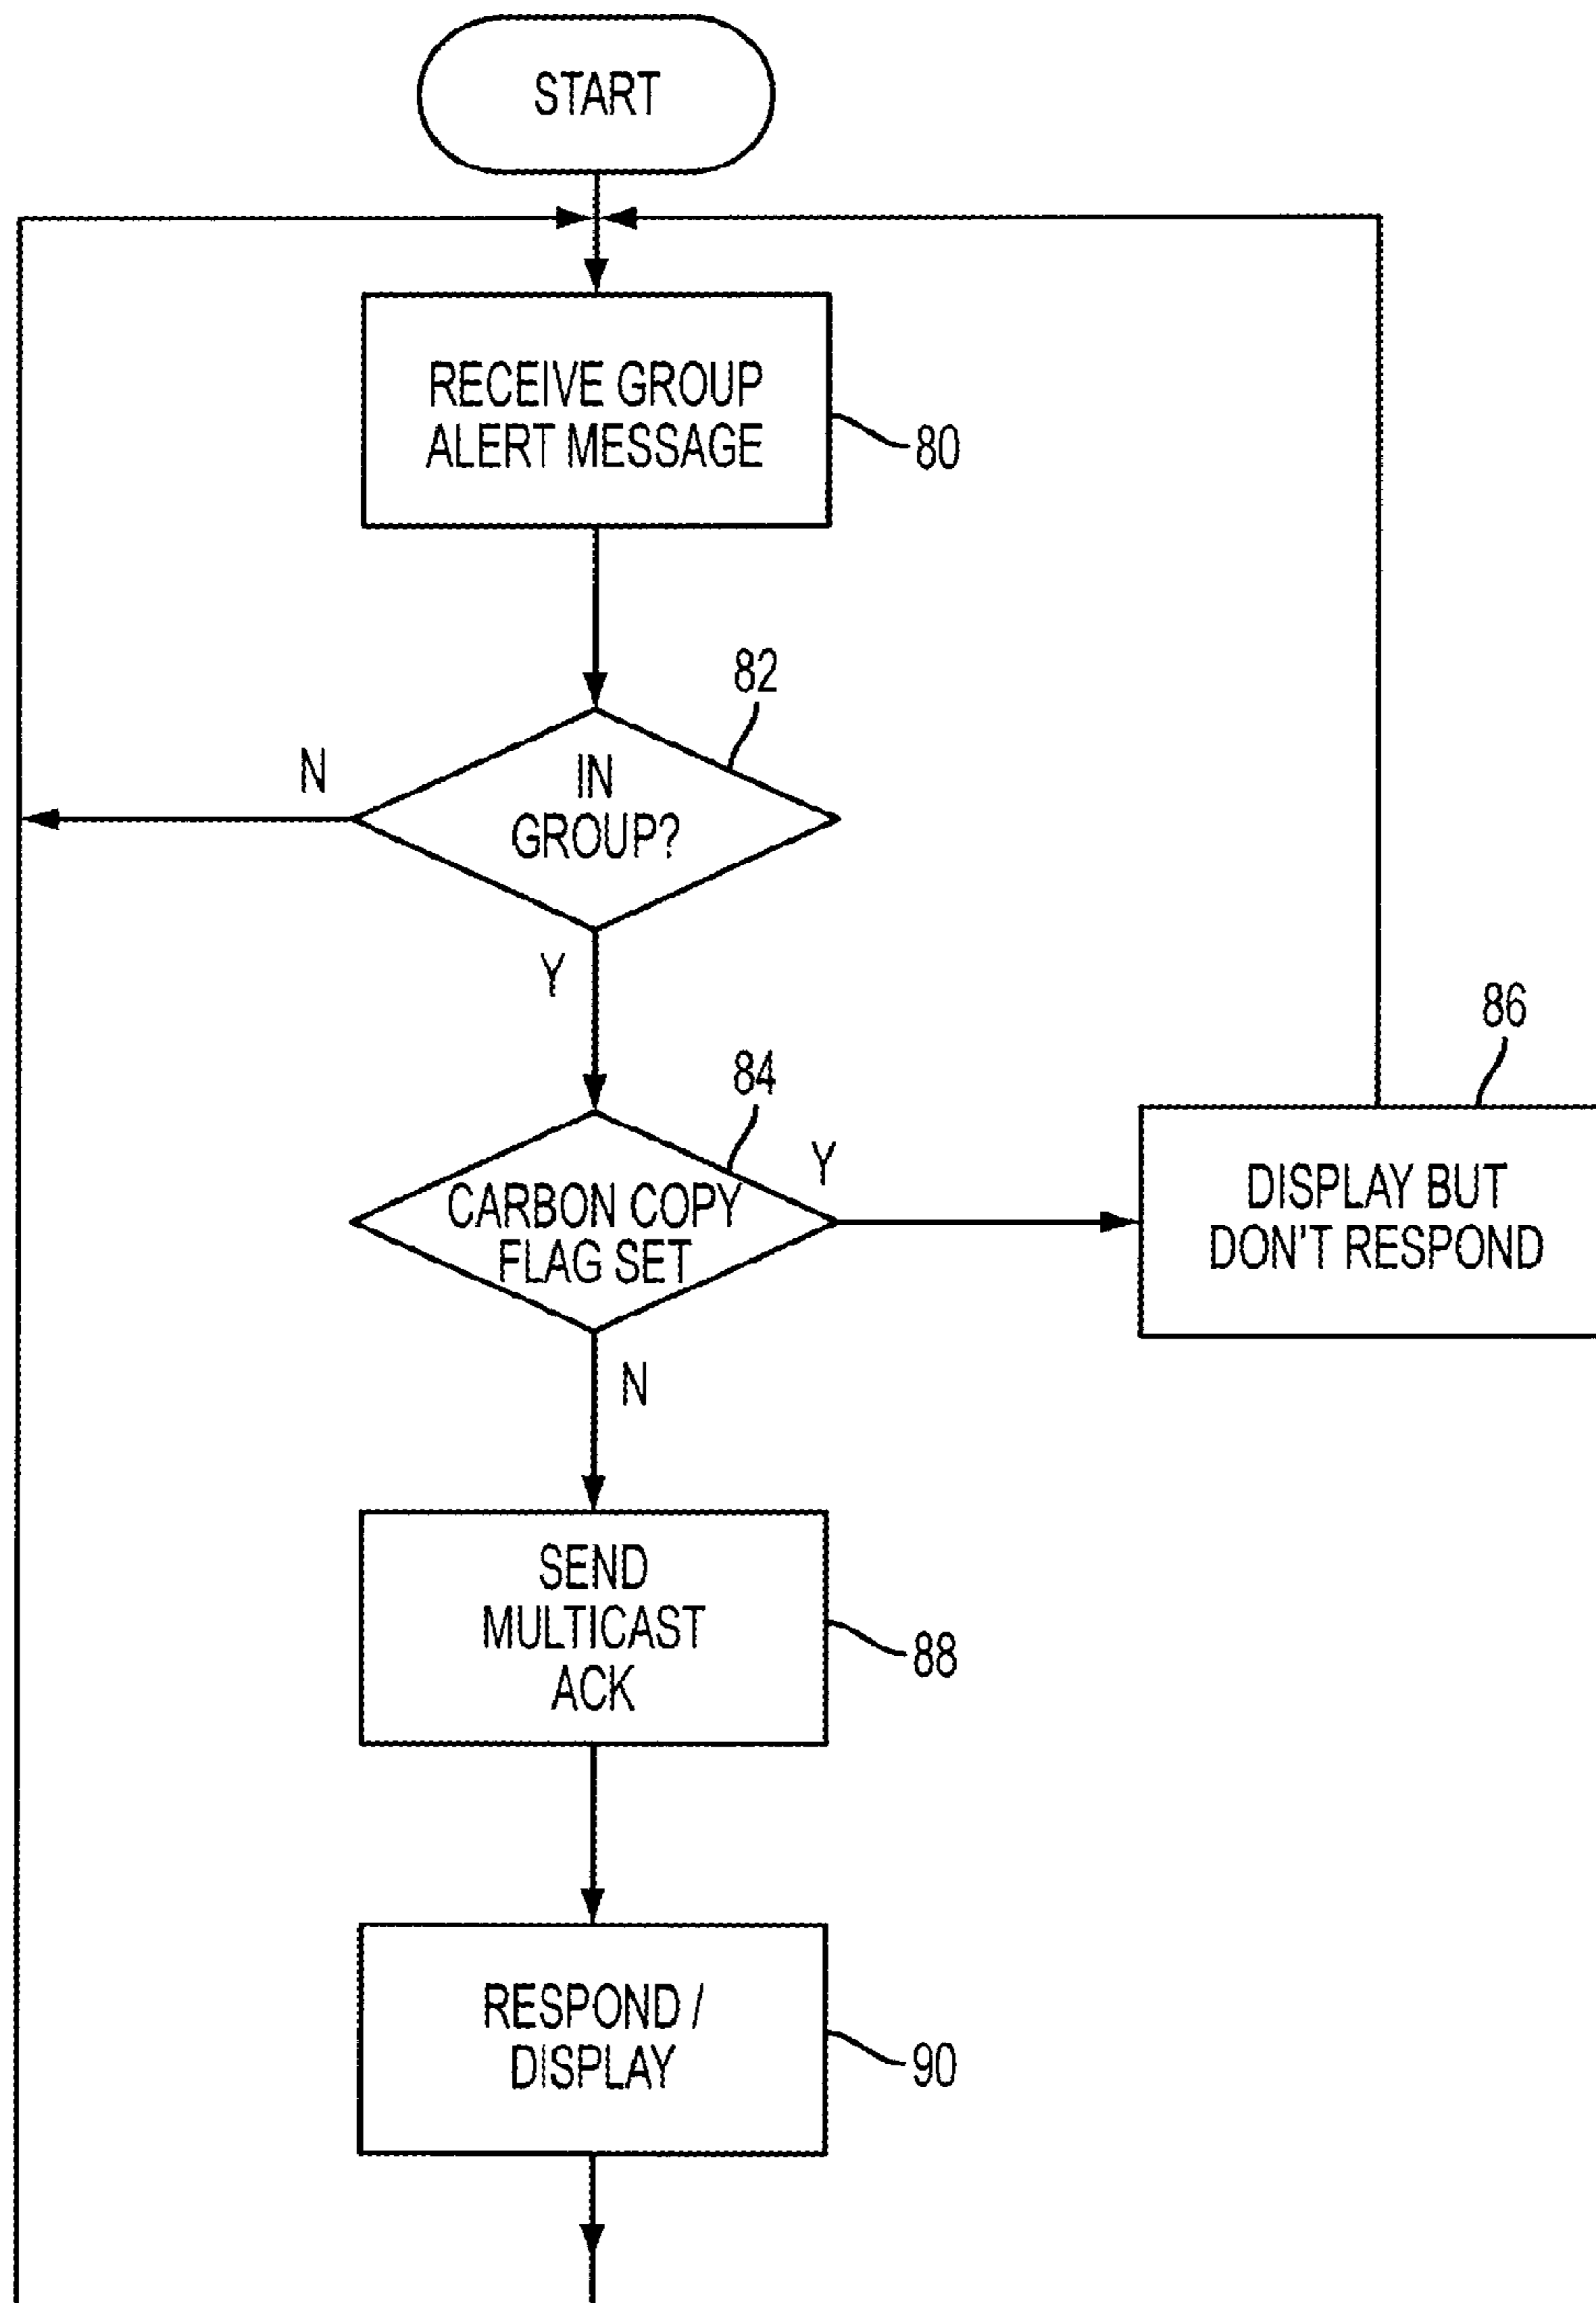 START
RECEIVE GROUP
ALERT MESSAGE
80
82
IN
GROUP?
N
Y
84
CARBON COPY
FLAG SET
Y
86
DISPLAY BUT
DON'T RESPOND
N
SEND
MULTICAST
ACK
88
RESPOND /
DISPLAY
90